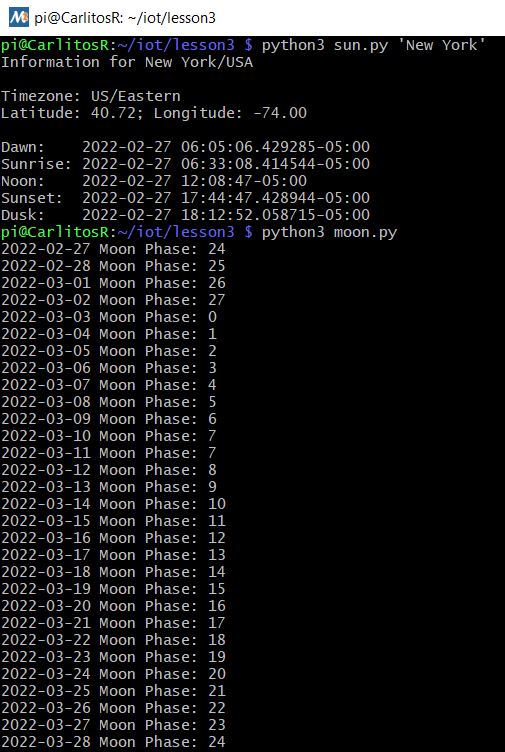 pi@CarlitosR: ~/iot/lesson3
pi@CarlitosR:~/iot/lesson3 $ python3 sun.py 'New York'
Information for New York/USA
Timezone: US/Eastern
Latitude: 40.72; Longitude: -74.00
Dawn:    2022-02-27 06:05:06.429285-05:00
Sunrise: 2022-02-27 06:33:08.414544-05:00
Noon:    2022-02-27 12:08:47-05:00
Sunset:  2022-02-27 17:44:47.428944-05:00
Dusk:    2022-02-27 18:12:52.058715-05:00
pi@CarlitosR:~/iot/lesson3 $ python3 moon.py
2022-02-27 Moon Phase: 24
2022-02-28 Moon Phase: 25
2022-03-01 Moon Phase: 26
2022-03-02 Moon Phase: 27
2022-03-03 Moon Phase: 0
2022-03-04 Moon Phase: 1
2022-03-05 Moon Phase: 2
2022-03-06 Moon Phase: 3
2022-03-07 Moon Phase: 4
2022-03-08 Moon Phase: 5
2022-03-09 Moon Phase: 6
2022-03-10 Moon Phase: 7
2022-03-11 Moon Phase: 7
2022-03-12 Moon Phase: 8
2022-03-13 Moon Phase: 9
2022-03-14 Moon Phase: 10
2022-03-15 Moon Phase: 11
2022-03-16 Moon Phase: 12
2022-03-17 Moon Phase: 13
2022-03-18 Moon Phase: 14
2022-03-19 Moon Phase: 15
2022-03-20 Moon Phase: 16
2022-03-21 Moon Phase: 17
2022-03-22 Moon Phase: 18
2022-03-23 Moon Phase: 19
2022-03-24 Moon Phase: 20
2022-03-25 Moon Phase: 21
2022-03-26 Moon Phase: 22
2022-03-27 Moon Phase: 23
2022-03-28 Moon Phase: 24